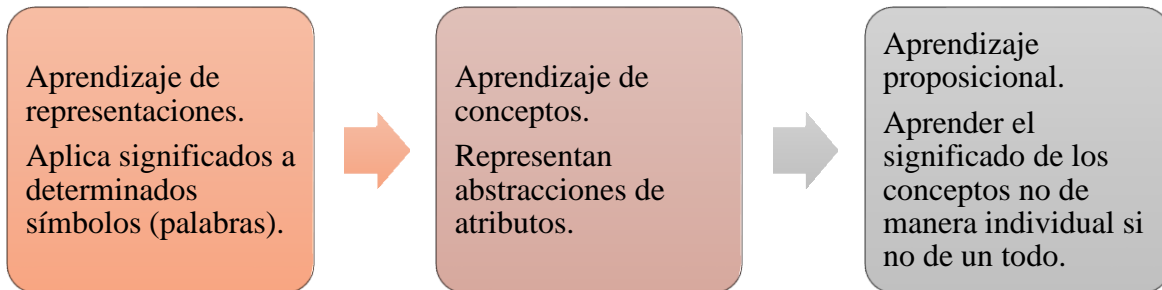 Aprendizaje de
representaciones.
Aplica significados a
determinados
símbolos (palabras).
Aprendizaje de
conceptos.
Representan
abstracciones de
atributos.
Aprendizaje
proposicional.
Aprender el
significado de los
conceptos no de
manera individual si
no de un todo.